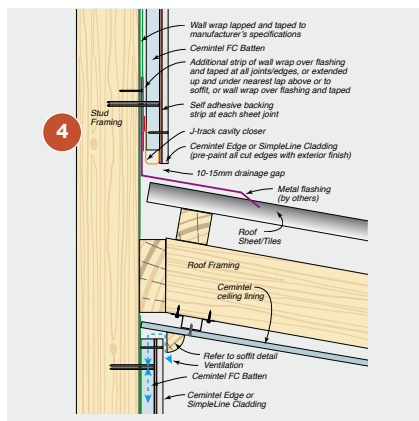 Wall wrap lapped and taped to
manufacturer's specifications
Cemintel FC Batten
Additional strip of wall wrap over flashing
and taped at all joints/edges, or extended
up and under nearest lap above or to
soffit, or wall wrap over flashing and taped
Self adhesive backing
strip at each sheet joint
Stud
Framing
4
J-track cavity closer
Cemintel Edge or SimpleLine Cladding
(pre-paint all cut edges with exterior finish)
10-15mm drainage gap
Metal flashing
(by others)
Roof
Sheet/Tiles
Roof Framing
Cemintel
ceiling lining
Refer to soffit detail
Ventilation
Cemintel FC Batten
Cemintel Edge or
SimpleLine Cladding